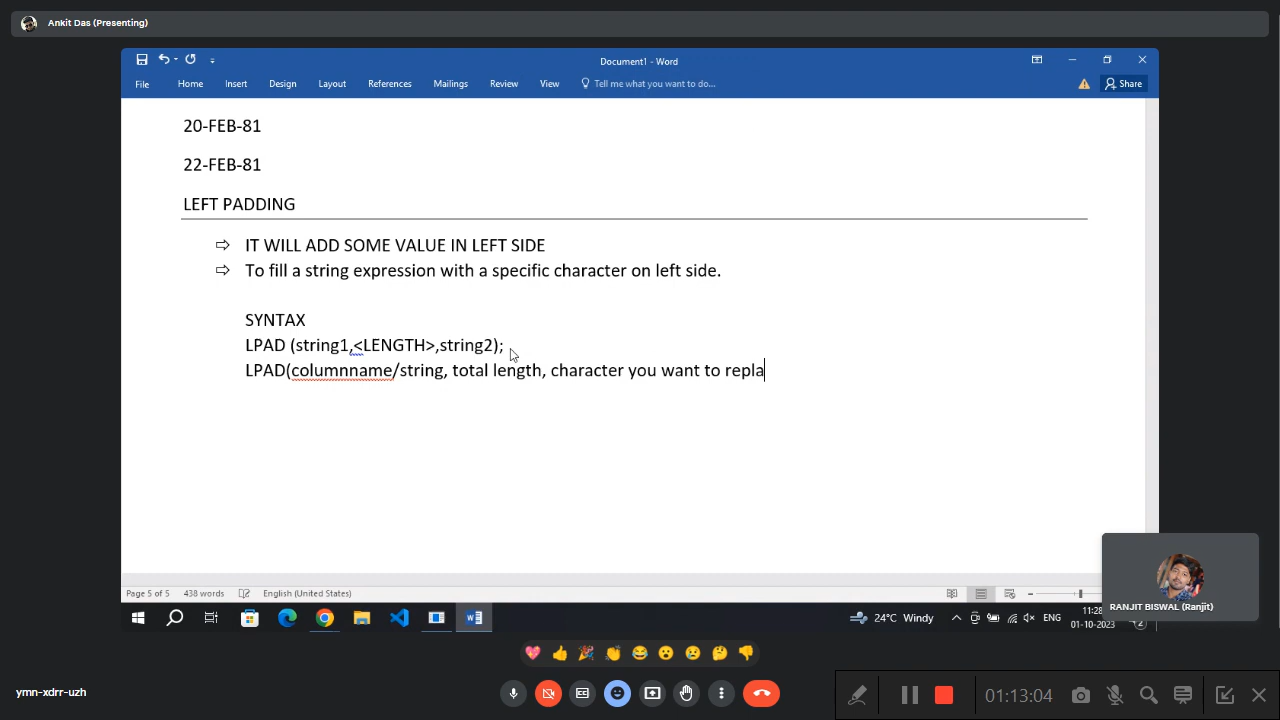 Ankit Das (Presenting)
Document1 - Word
File Home Insert Design Layout References Mailings Review View Tell me what you want to do... Share
20-FEB-81
22-FEB-81
LEFT PADDING
⇨ IT WILL ADD SOME VALUE IN LEFT SIDE
⇨ To fill a string expression with a specific character on left side.
SYNTAX
LPAD (string1,<LENGTH>,string2);
LPAD(columnname/string, total length, character you want to repla
RANJIT BISWAL (Ranjit)
Page 5 of 5 438 words English (United States)
24°C Windy ENG 11:28
01-10-2023 2
ymn-xdrr-uzh
01:13:04